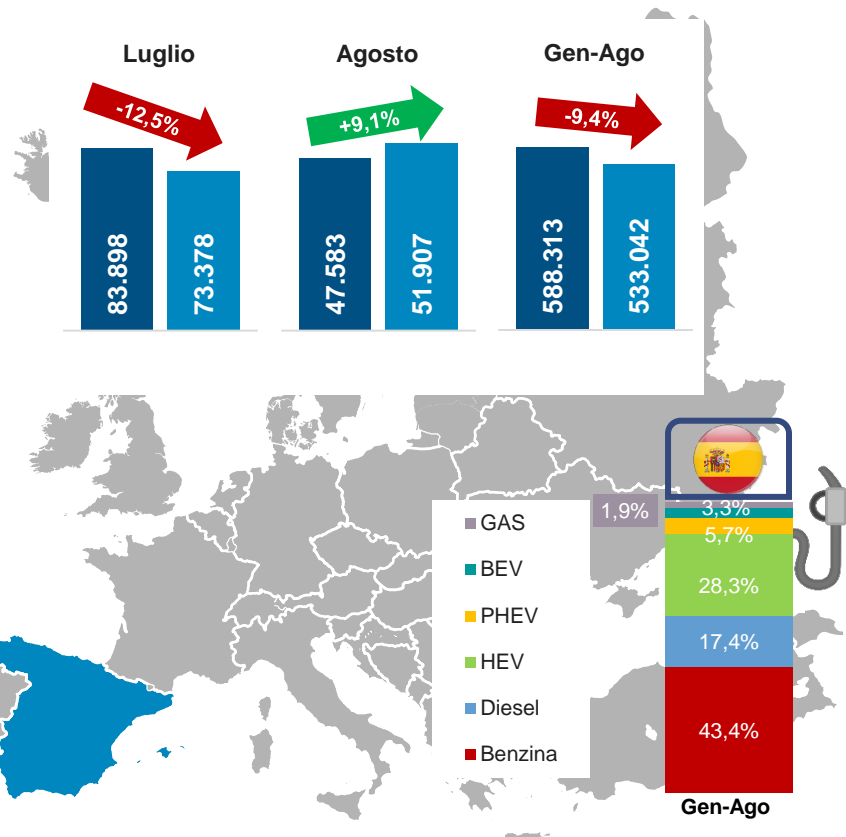 Luglio
Agosto
Gen-Ago
-12,5%
+9,1%
-9,4%
83.898
73.378
47.583
51.907
588.313
533.042
GAS
BEV
PHEV
HEV
Diesel
Benzina
1,9%
3,3%
5,7%
28,3%
17,4%
43,4%
Gen-Ago